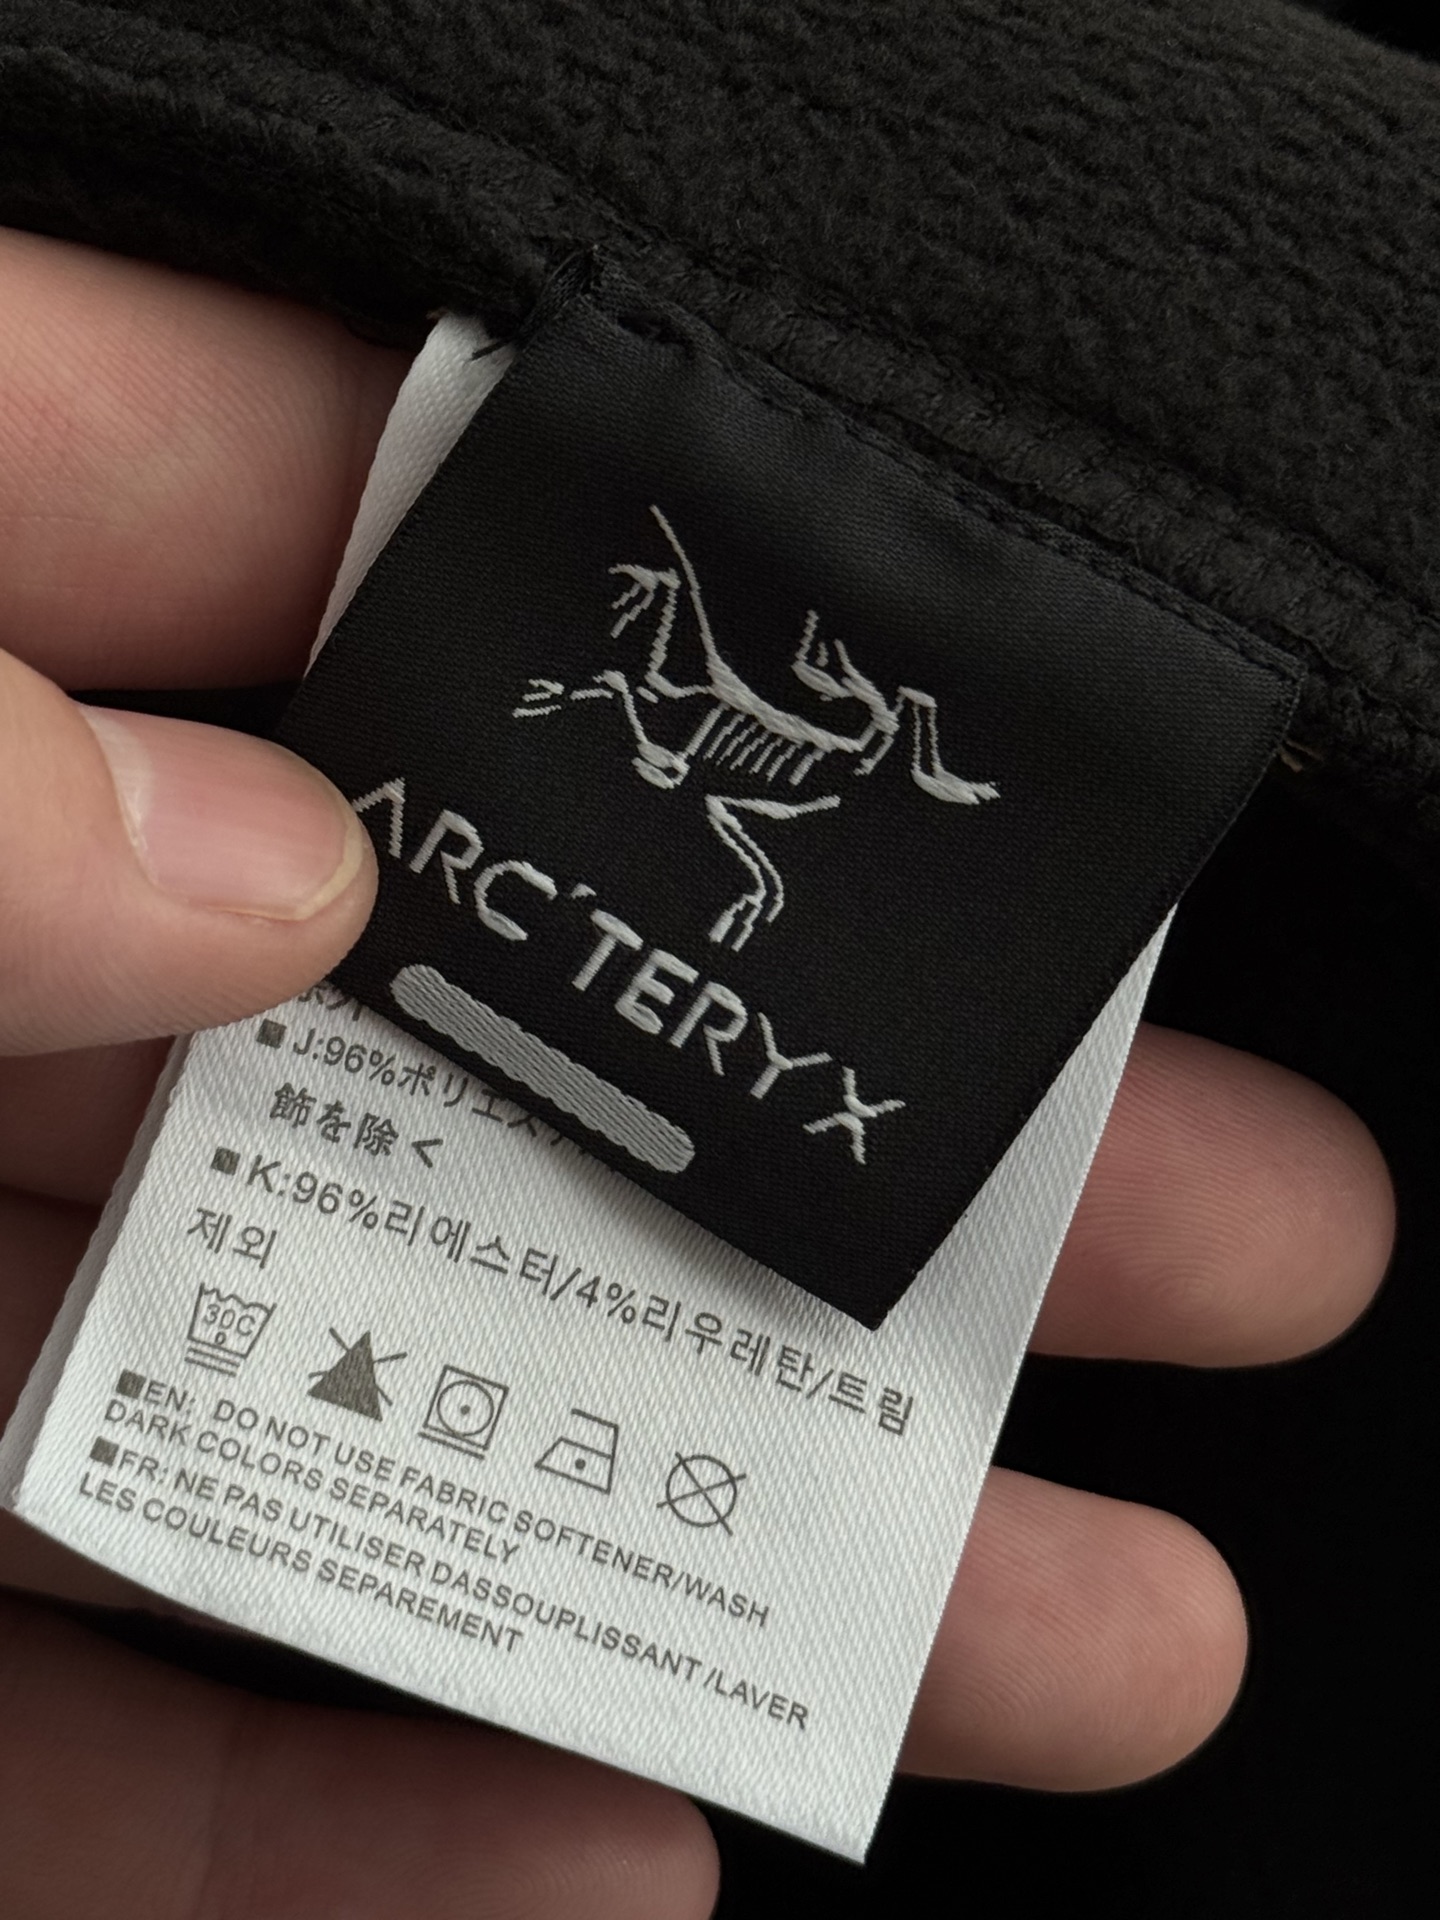 ARC'TERYX
■J:96%ポリエス
飾を除く
■K:96%리에스터/4%리우레탄/트림
제외
30C
■EN: DO NOT USE FABRIC SOFTENER/WASH
DARK COLORS SEPARATELY
■FR: NE PAS UTILISER DASSOUPLISSANT/LAVER
LES COULEURS SEPAREMENT